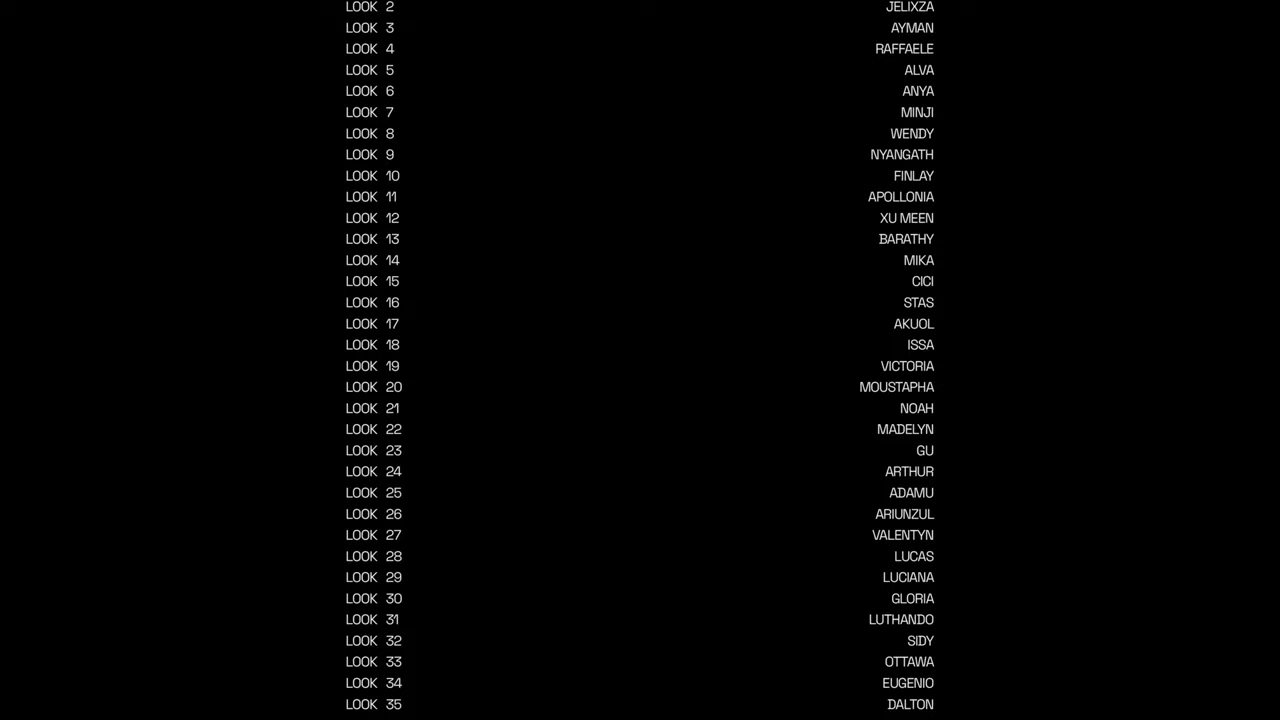 LOOK 2 JELIXZA
LOOK 3 AYMAN
LOOK 4 RAFFAELE
LOOK 5 ALVA
LOOK 6 ANYA
LOOK 7 MINJI
LOOK 8 WENDY
LOOK 9 NYANGATH
LOOK 10 FINLAY
LOOK 11 APOLLONIA
LOOK 12 XU MEEN
LOOK 13 BARATHY
LOOK 14 MIKA
LOOK 15 CICI
LOOK 16 STAS
LOOK 17 AKUOL
LOOK 18 ISSA
LOOK 19 VICTORIA
LOOK 20 MOUSTAPHA
LOOK 21 NOAH
LOOK 22 MADELYN
LOOK 23 GU
LOOK 24 ARTHUR
LOOK 25 ADAMU
LOOK 26 ARIUNZUL
LOOK 27 VALENTYN
LOOK 28 LUCAS
LOOK 29 LUCIANA
LOOK 30 GLORIA
LOOK 31 LUTHANDO
LOOK 32 SIDY
LOOK 33 OTTAWA
LOOK 34 EUGENIO
LOOK 35 DALTON